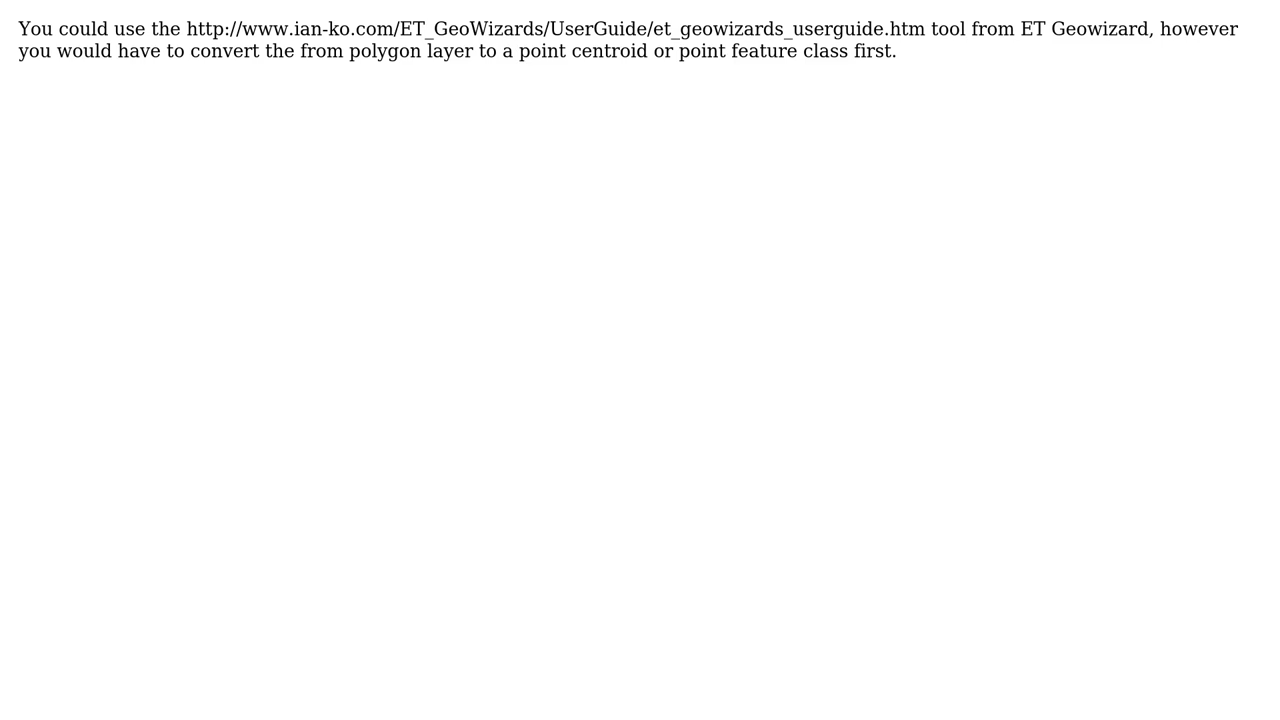 You could use the http://www.ian-ko.com/ET_GeoWizards/UserGuide/et_geowizards_userguide.htm tool from ET Geowizard, however
you would have to convert the from polygon layer to a point centroid or point feature class first.